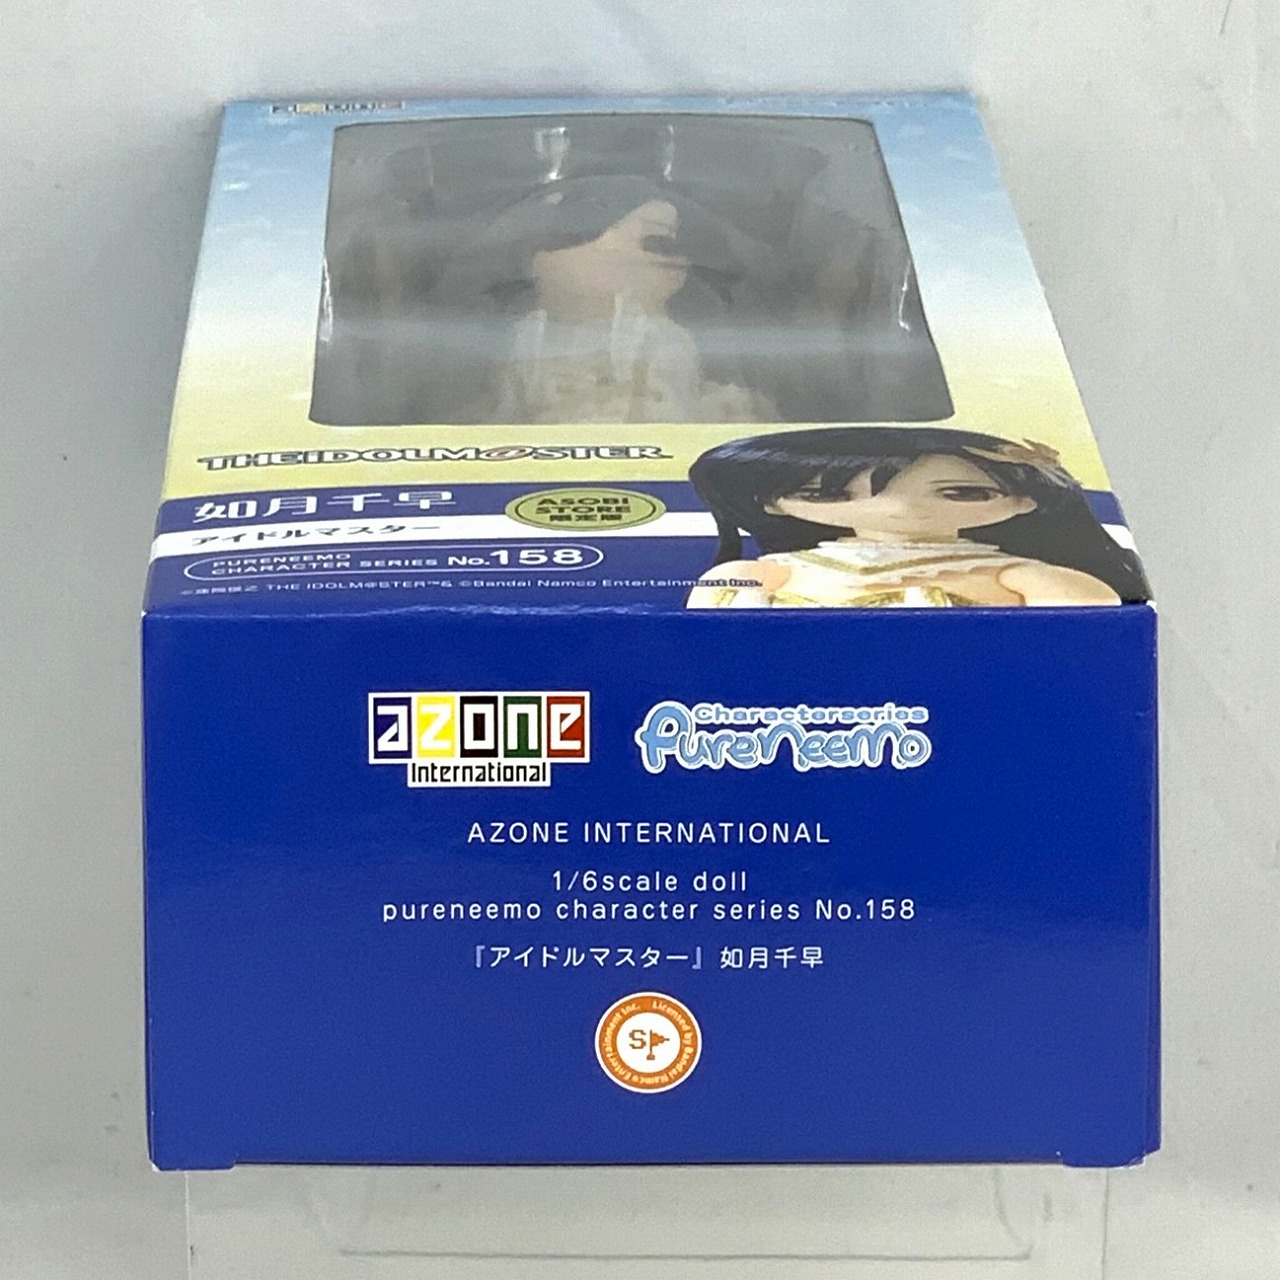 THE iDOLM@STER
如月千早
アイドルマスター
ASOBI
STORE
限定版
PURENEEMO
CHARACTER SERIES No.158
THE IDOLM@STER™& ©Bandai Namco Entertainment Inc.
azone
International
Characterseries
PureNeemo
AZONE INTERNATIONAL
1/6scale doll
pureneemo character series No.158
『アイドルマスター』 如月千早
Licensed by Bandai Namco Entertainment Inc.
SP